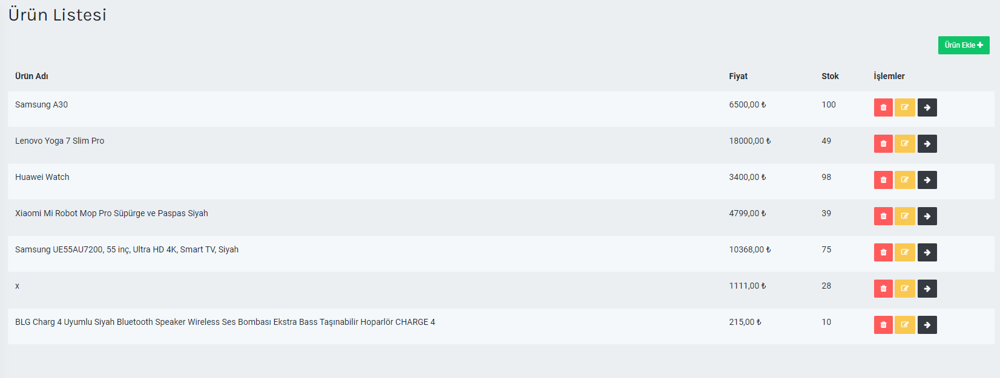 Ürün Listesi
Ürün Ekle
Ürün Adı Fiyat Stok İşlemler
Samsung A30 6500,00 ₺ 100
Lenovo Yoga 7 Slim Pro 18000,00 ₺ 49
Huawei Watch 3400,00 ₺ 98
Xiaomi Mi Robot Mop Pro Süpürge ve Paspas Siyah 4799,00 ₺ 39
Samsung UE55AU7200, 55 inç, Ultra HD 4K, Smart TV, Siyah 10368,00 ₺ 75
x 1111,00 ₺ 28
BLG Charg 4 Uyumlu Siyah Bluetooth Speaker Wireless Ses Bombası Ekstra Bass Taşınabilir Hoparlör CHARGE 4 215,00 ₺ 10